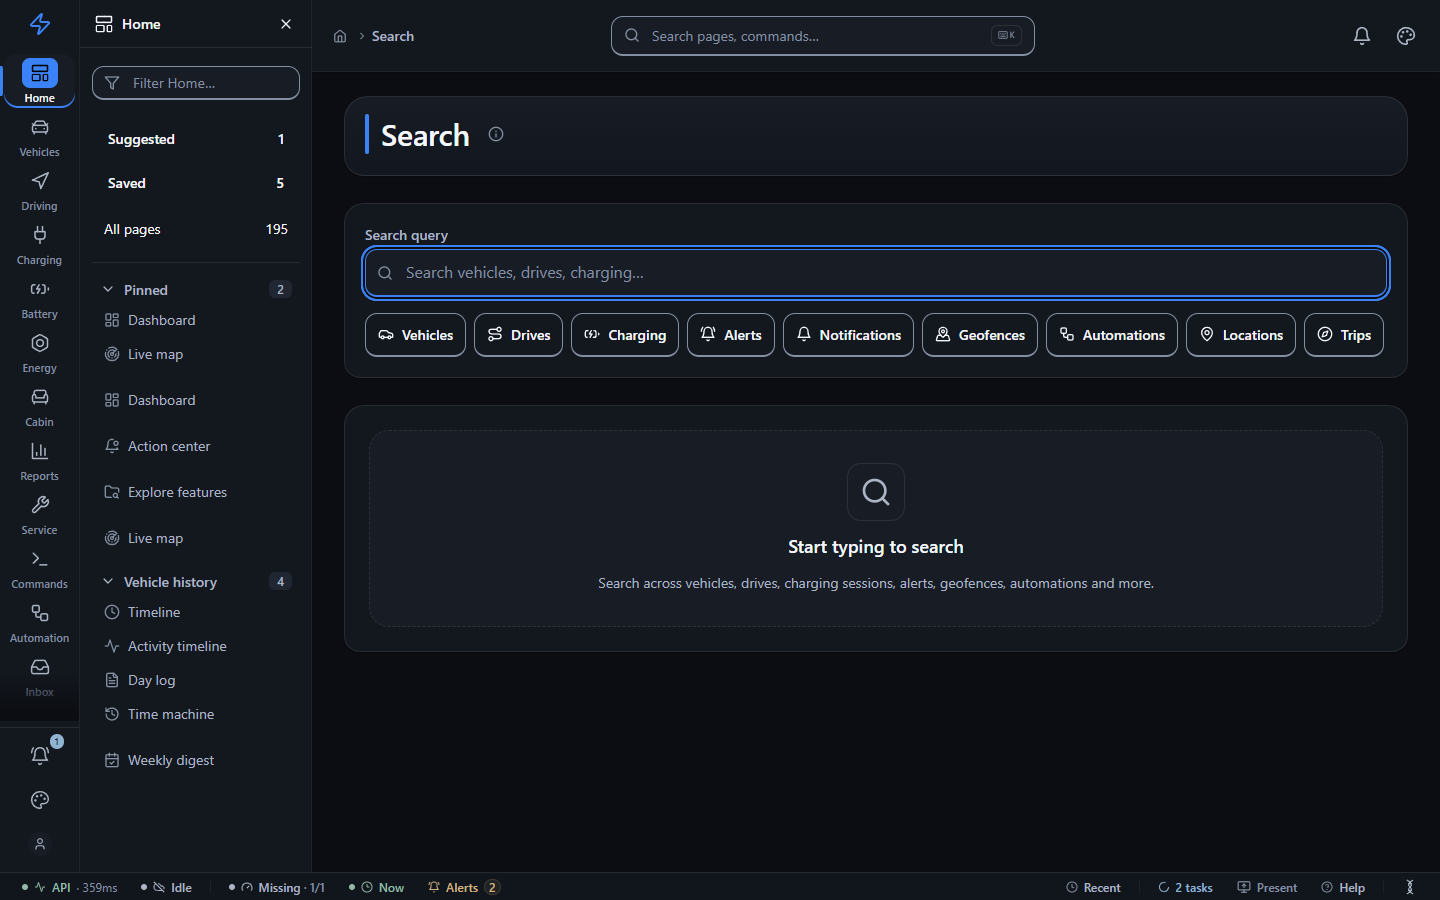 Home
Vehicles
Driving
Charging
Battery
Energy
Cabin
Reports
Service
Commands
Automation
Inbox
1
Home
Filter Home...
Suggested 1
Saved 5
All pages 195
Pinned 2
Dashboard
Live map
Dashboard
Action center
Explore features
Live map
Vehicle history 4
Timeline
Activity timeline
Day log
Time machine
Weekly digest
Search
Search pages, commands...
K
Search
Search query
Search vehicles, drives, charging...
Vehicles Drives Charging Alerts Notifications Geofences Automations Locations Trips
Start typing to search
Search across vehicles, drives, charging sessions, alerts, geofences, automations and more.
API · 359ms Idle Missing · 1/1 Now Alerts 2 Recent 2 tasks Present Help